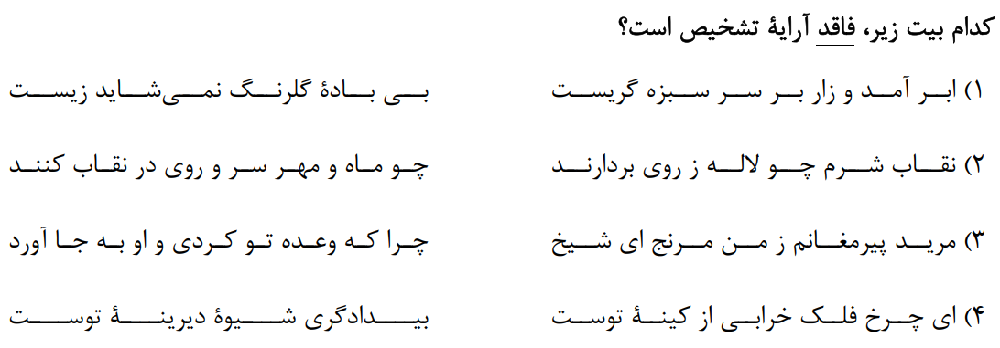 کدام بیت زیر، فاقد آرایهٔ تشخیص است؟
۱) ابر آمد و زار بر سر سبزه گریست بی بادهٔ گلرنگ نمی‌شاید زیست
۲) نقاب شرم چو لاله ز روی بردارند چو ماه و مهر سر و روی در نقاب کنند
۳) مرید پیرمغانم ز من مرنج ای شیخ چرا که وعده تو کردی و او به جا آورد
۴) ای چرخ فلک خرابی از کینهٔ توست بیدادگری شیوهٔ دیرینهٔ توست